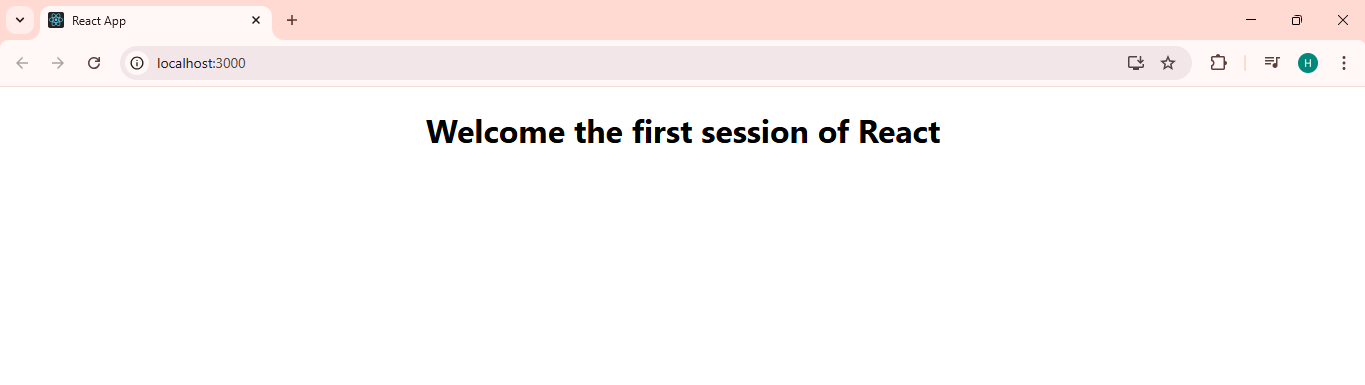 React App
localhost:3000
H
Welcome the first session of React